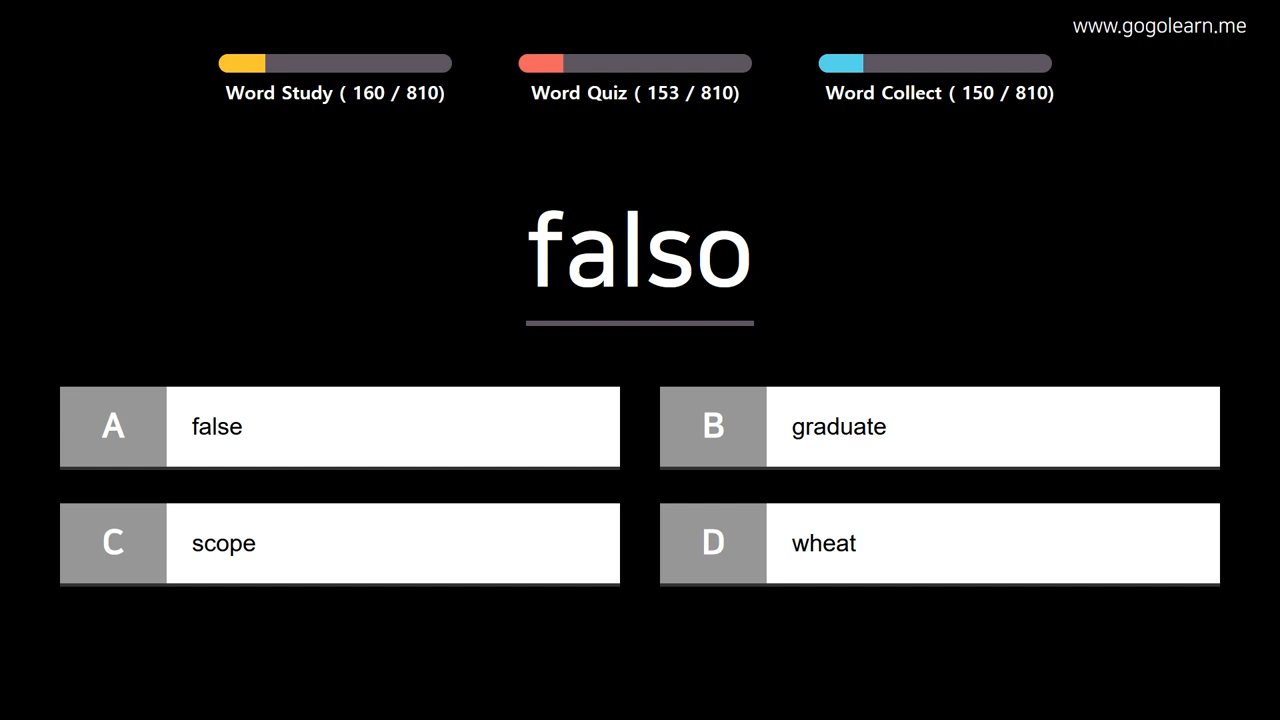 www.gogolearn.me
Word Study ( 160 / 810)
Word Quiz ( 153 / 810)
Word Collect ( 150 / 810)
falso
A
false
B
graduate
C
scope
D
wheat